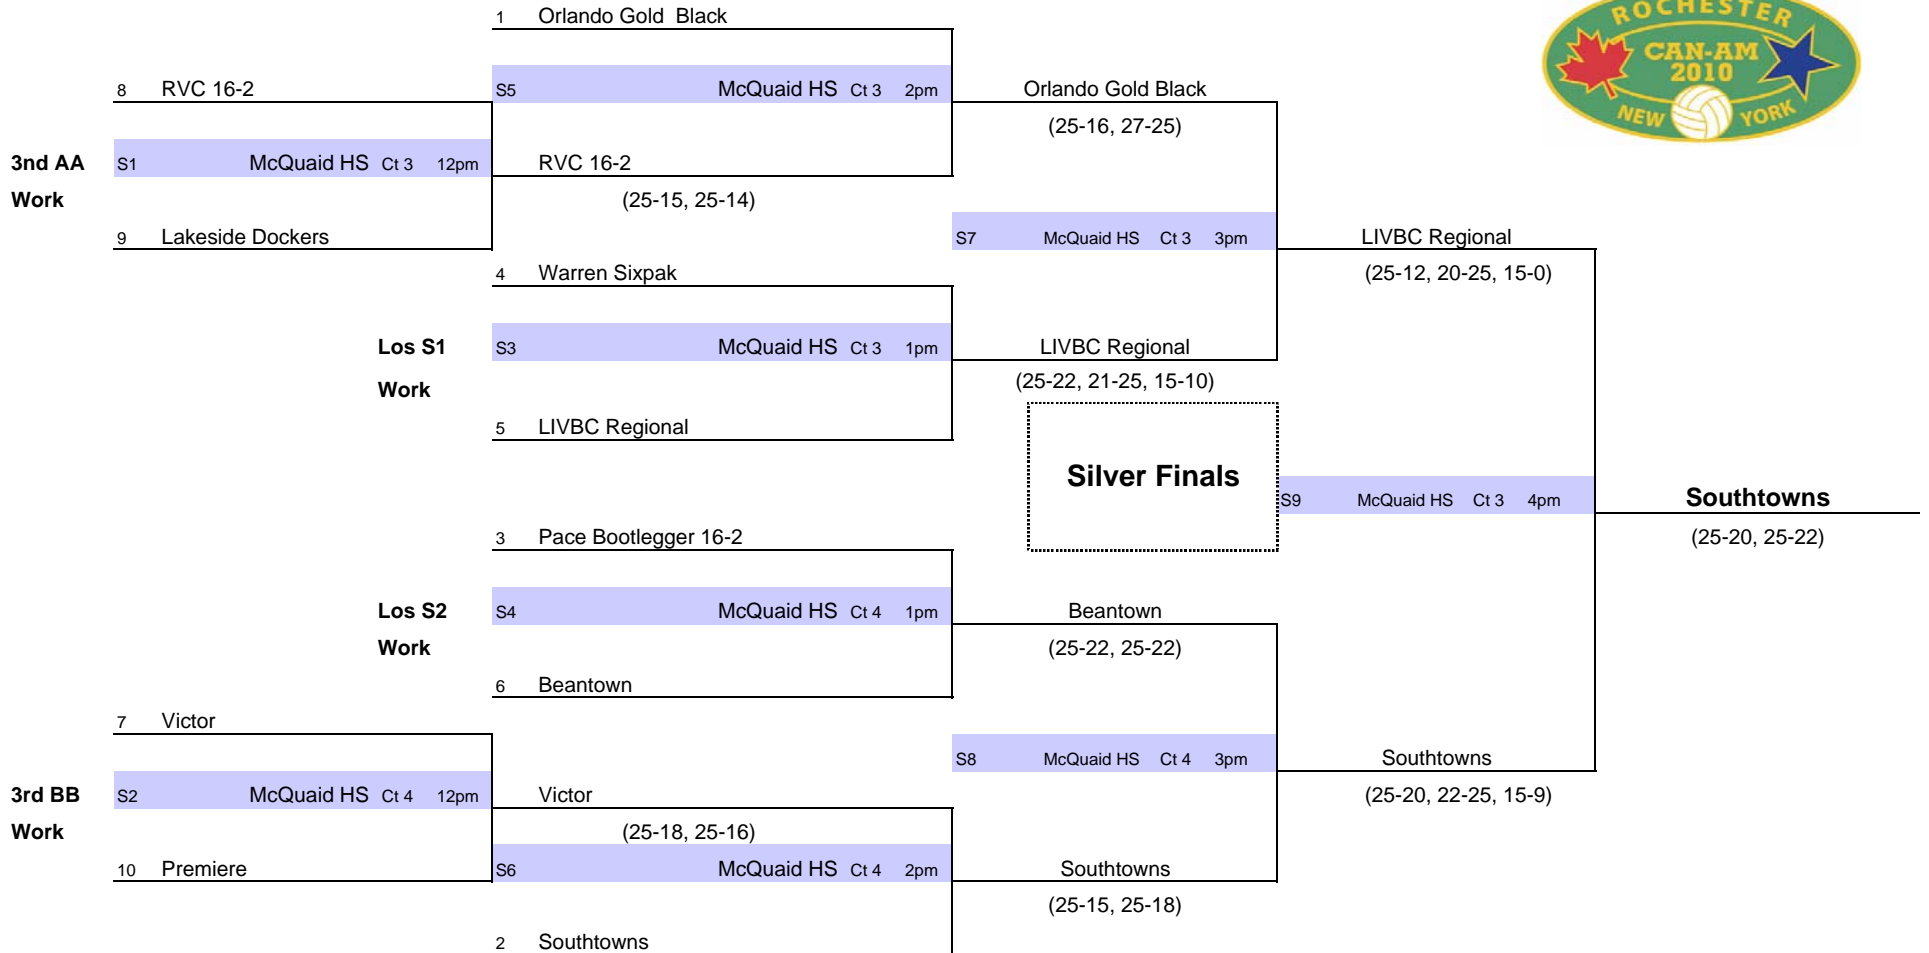 1 Orlando Gold  Black
ROCHESTER
CAN-AM
2010
NEW YORK
8 RVC 16-2
S5 McQuaid HS Ct 3 2pm
Orlando Gold Black
(25-16, 27-25)
3nd AA
S1 McQuaid HS Ct 3 12pm
RVC 16-2
Work
(25-15, 25-14)
9 Lakeside Dockers
S7 McQuaid HS Ct 3 3pm
LIVBC Regional
(25-12, 20-25, 15-0)
4 Warren Sixpak
Los S1
S3 McQuaid HS Ct 3 1pm
LIVBC Regional
Work
(25-22, 21-25, 15-10)
5 LIVBC Regional
Silver Finals
S9 McQuaid HS Ct 3 4pm
Southtowns
(25-20, 25-22)
3 Pace Bootlegger 16-2
Los S2
S4 McQuaid HS Ct 4 1pm
Beantown
Work
(25-22, 25-22)
6 Beantown
7 Victor
S8 McQuaid HS Ct 4 3pm
Southtowns
3rd BB
S2 McQuaid HS Ct 4 12pm
Victor
(25-20, 22-25, 15-9)
Work
(25-18, 25-16)
10 Premiere
S6 McQuaid HS Ct 4 2pm
Southtowns
(25-15, 25-18)
2 Southtowns